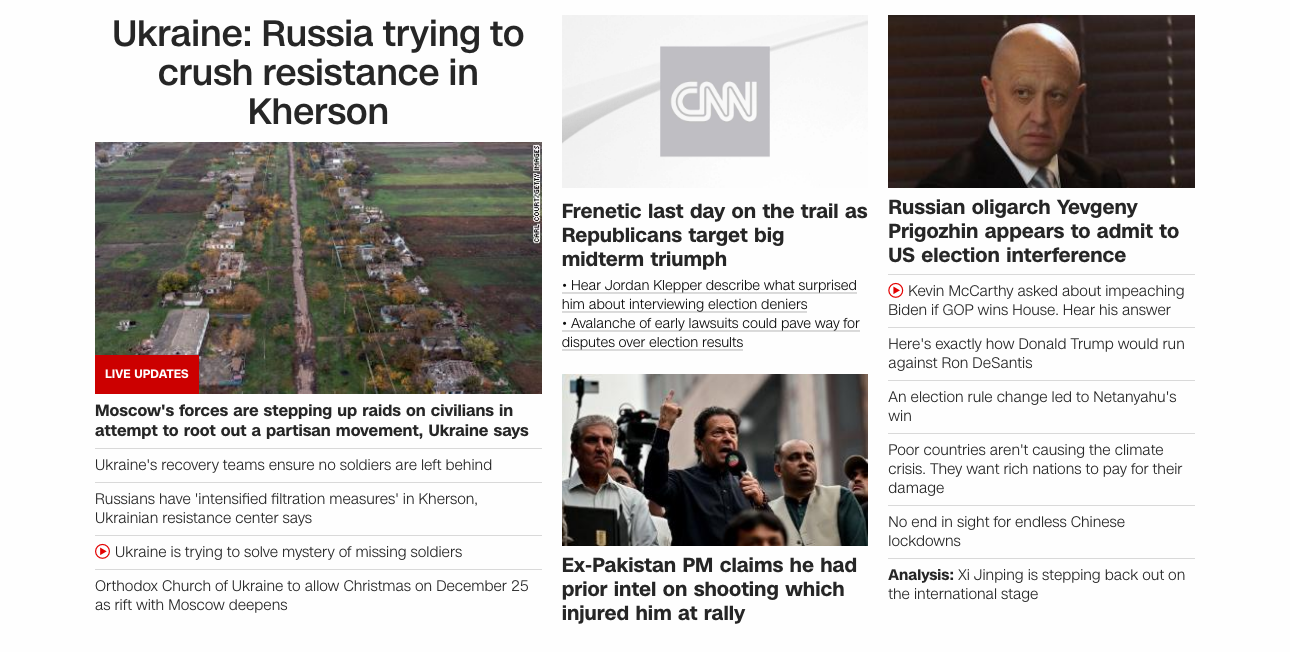 Ukraine: Russia trying to
crush resistance in
Kherson
CARL COURT/GETTY IMAGES
LIVE UPDATES
Moscow's forces are stepping up raids on civilians in
attempt to root out a partisan movement, Ukraine says
Ukraine's recovery teams ensure no soldiers are left behind
Russians have 'intensified filtration measures' in Kherson,
Ukrainian resistance center says
Ukraine is trying to solve mystery of missing soldiers
Orthodox Church of Ukraine to allow Christmas on December 25
as rift with Moscow deepens
CNN
Frenetic last day on the trail as
Republicans target big
midterm triumph
• Hear Jordan Klepper describe what surprised
him about interviewing election deniers
• Avalanche of early lawsuits could pave way for
disputes over election results
Ex-Pakistan PM claims he had
prior intel on shooting which
injured him at rally
Russian oligarch Yevgeny
Prigozhin appears to admit to
US election interference
Kevin McCarthy asked about impeaching
Biden if GOP wins House. Hear his answer
Here's exactly how Donald Trump would run
against Ron DeSantis
An election rule change led to Netanyahu's
win
Poor countries aren't causing the climate
crisis. They want rich nations to pay for their
damage
No end in sight for endless Chinese
lockdowns
Analysis: Xi Jinping is stepping back out on
the international stage